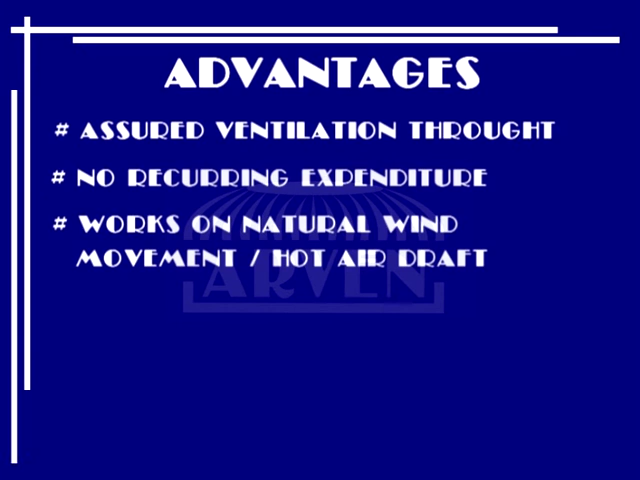 ADVANTAGES
# ASSURED VENTILATION THROUGHT
# NO RECURRING EXPENDITURE
# WORKS ON NATURAL WIND
MOVEMENT / HOT AIR DRAFT
ARVEN